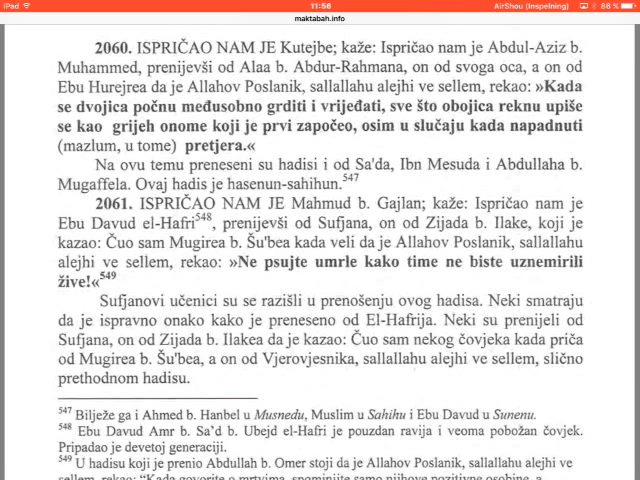 iPad
11:56
AirShou (Inspelning)
86 %
maktabah.info
2060. ISPRIČAO NAM JE Kutejbe; kaže: Ispričao nam je Abdul-Aziz b.
Muhammed, prenijevši od Alaa b. Abdur-Rahmana, on od svoga oca, a on od
Ebu Hurejrea da je Allahov Poslanik, sallallahu alejhi ve sellem, rekao: »Kada
se dvojica počnu međusobno grditi i vrijeđati, sve što obojica reknu upiše
se kao grijeh onome koji je prvi započeo, osim u slučaju kada napadnuti
(mazlum, u tome) pretjera.«
Na ovu temu preneseni su hadisi i od Sa'da, Ibn Mesuda i Abdullaha b.
Mugaffela. Ovaj hadis je hasenun-sahihun.547
2061. ISPRIČAO NAM JE Mahmud b. Gajlan; kaže: Ispričao nam je
Ebu Davud el-Hafri548, prenijevši od Sufjana, on od Zijada b. Ilake, koji je
kazao: Čuo sam Mugirea b. Šu'bea kada veli da je Allahov Poslanik, sallallahu
alejhi ve sellem, rekao: »Ne psujte umrle kako time ne biste uznemirili
žive!«549
Sufjanovi učenici su se razišli u prenošenju ovog hadisa. Neki smatraju
da je ispravno onako kako je preneseno od El-Hafrija. Neki su prenijeli od
Sufjana, on od Zijada b. Ilakea da je kazao: Čuo sam nekog čovjeka kada priča
od Mugirea b. Šu'bea, a on od Vjerovjesnika, sallallahu alejhi ve sellem, slično
prethodnom hadisu.
547 Bilježe ga i Ahmed b. Hanbel u Musnedu, Muslim u Sahihu i Ebu Davud u Sunenu.
548 Ebu Davud Amr b. Sa'd b. Ubejd el-Hafri je pouzdan ravija i veoma pobožan čovjek.
Pripadao je devetoj generaciji.
549 U hadisu koji je prenio Abdullah b. Omer stoji da je Allahov Poslanik, sallallahu alejhi ve
sellem, rekao: "Kada govorite o mrtvima, spominjite samo njihove pozitivne osobine, a